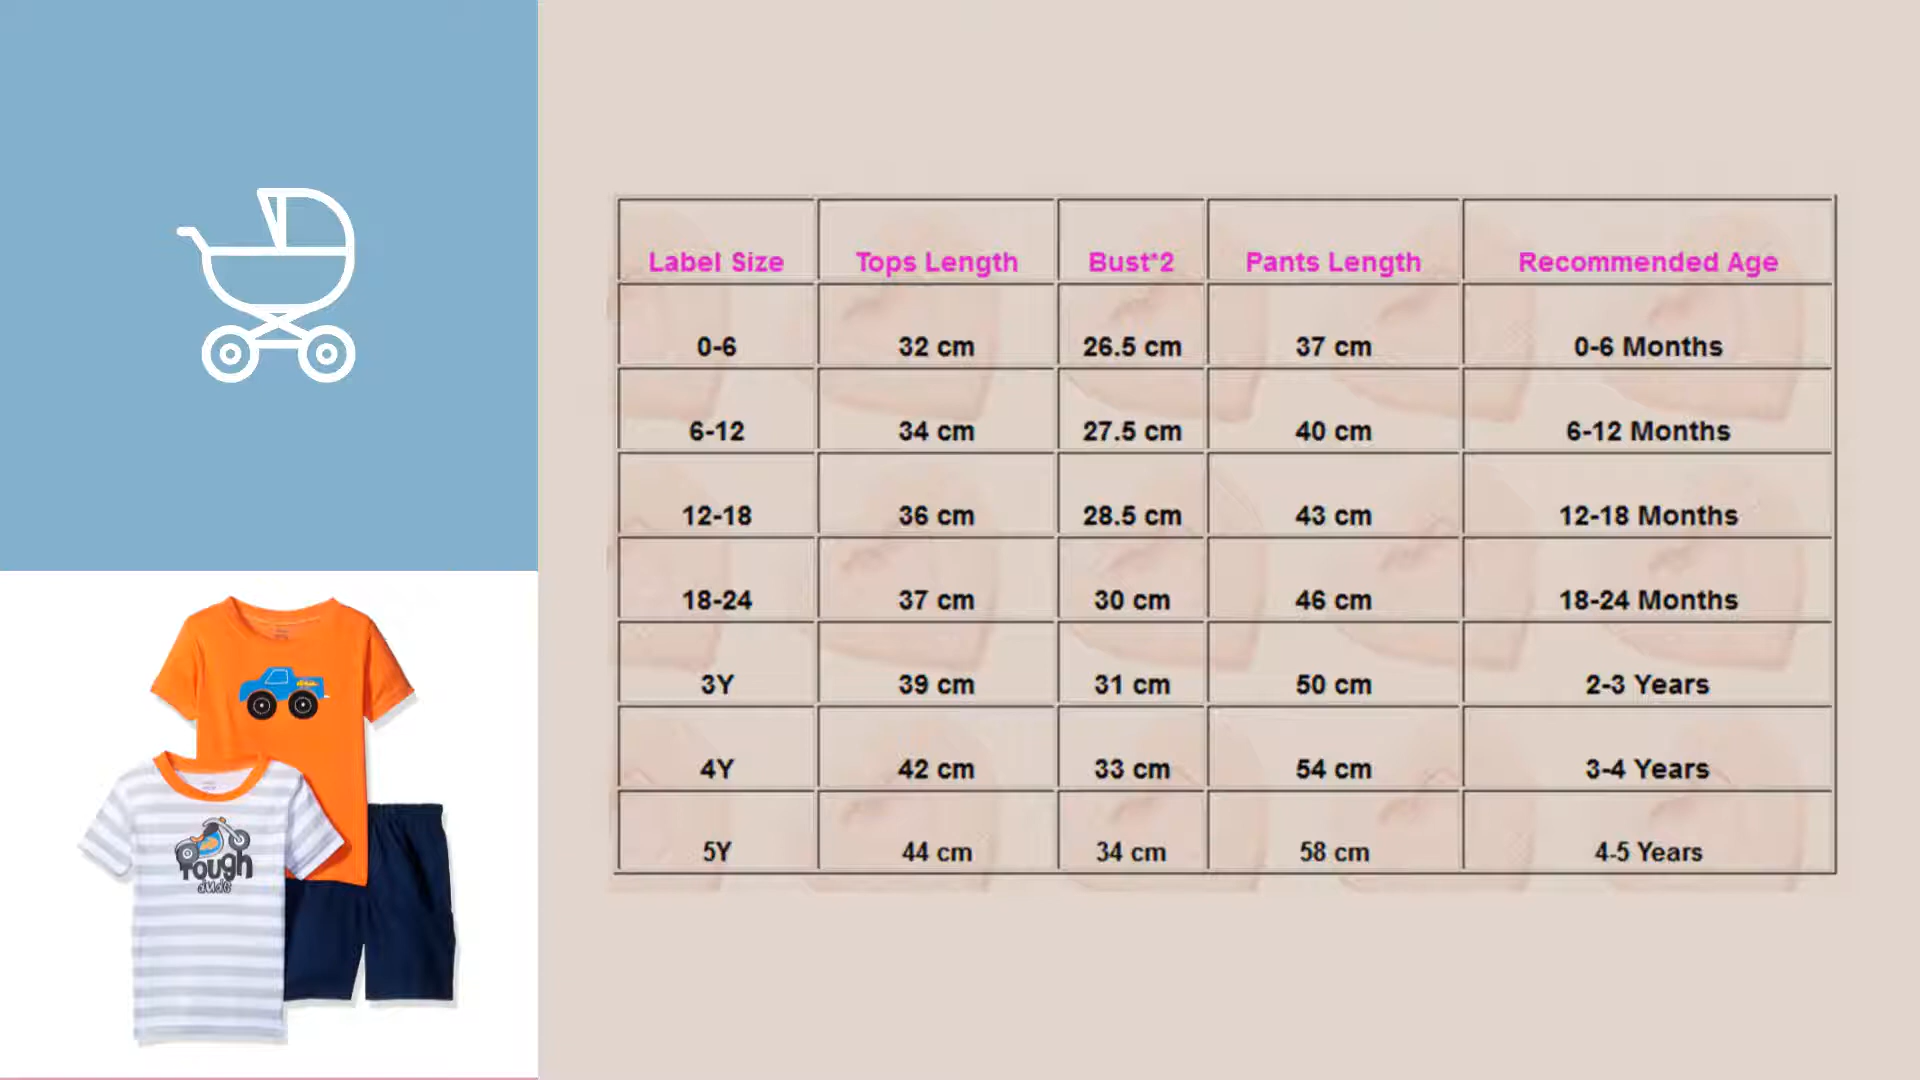 Label Size Tops Length Bust*2 Pants Length Recommended Age
0-6 32 cm 26.5 cm 37 cm 0-6 Months
6-12 34 cm 27.5 cm 40 cm 6-12 Months
12-18 36 cm 28.5 cm 43 cm 12-18 Months
18-24 37 cm 30 cm 46 cm 18-24 Months
3Y 39 cm 31 cm 50 cm 2-3 Years
4Y 42 cm 33 cm 54 cm 3-4 Years
5Y 44 cm 34 cm 58 cm 4-5 Years
Tough
dude